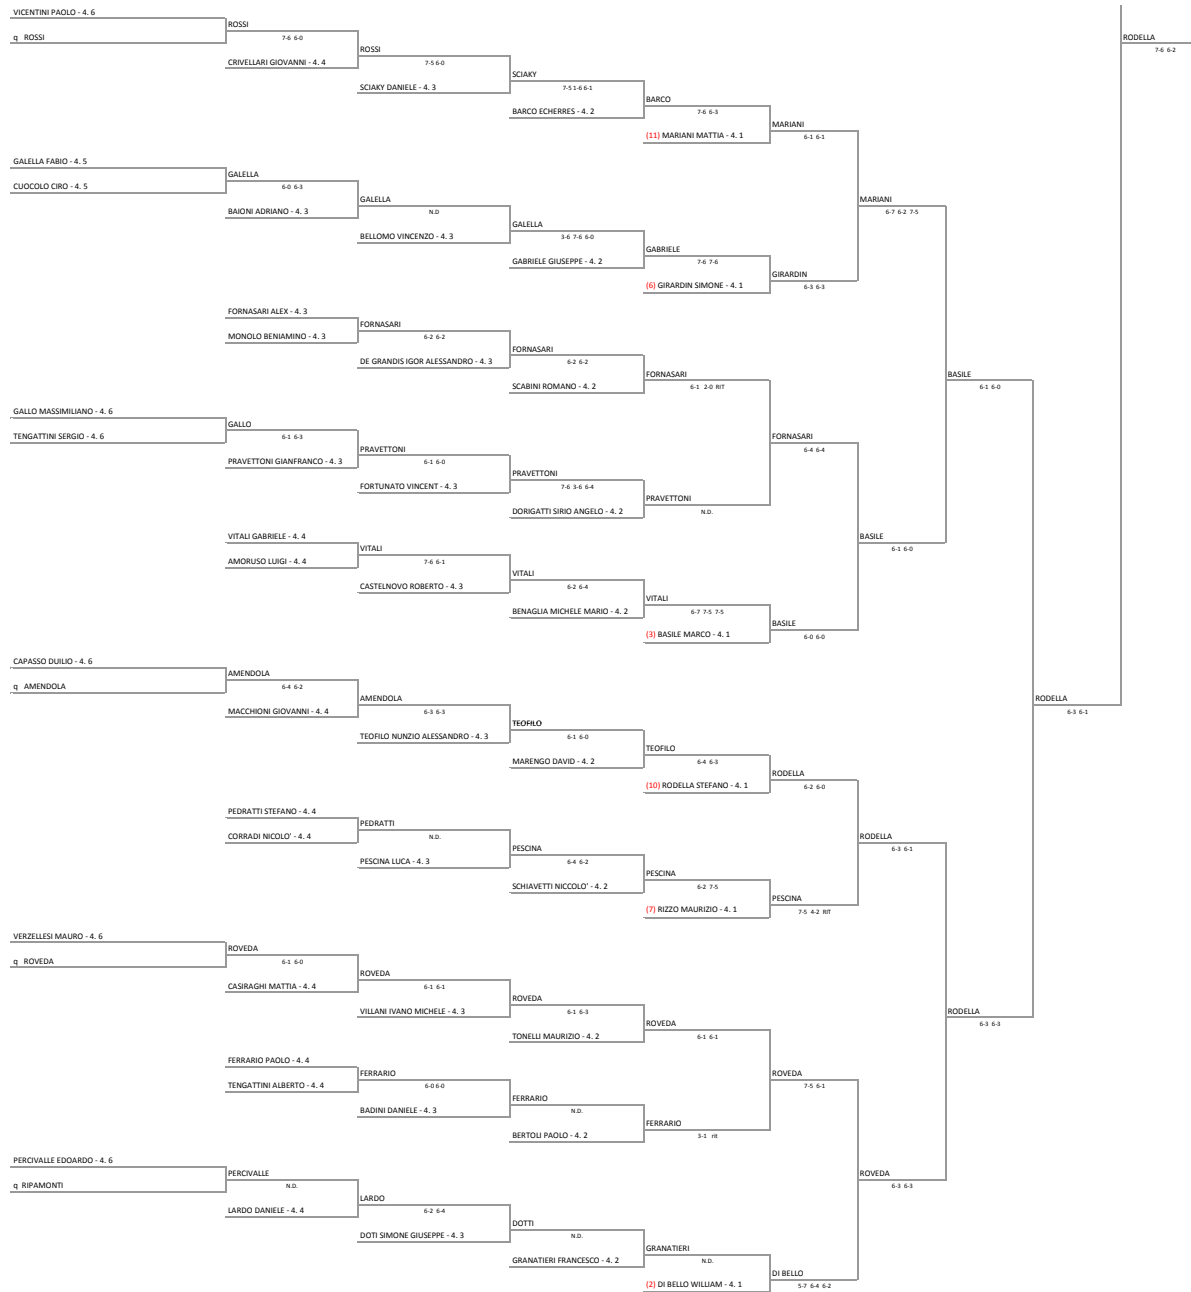 VICENTINI PAOLO - 4. 6
ROSSI
q ROSSI
RODELLA
7-6 6-0
7-6 6-2
ROSSI
CRIVELLARI GIOVANNI - 4. 4
7-5 6-0
SCIAKY
SCIAKY DANIELE - 4. 3
7-5 1-6 6-1
BARCO
BARCO ECHERRES - 4. 2
7-6 6-3
MARIANI
(11) MARIANI MATTIA - 4. 1
6-1 6-1
GALELLA FABIO - 4. 5
GALELLA
CUOCOLO CIRO - 4. 5
6-0 6-3
GALELLA
MARIANI
BAIONI ADRIANO - 4. 3
N.D
6-7 6-2 7-5
GALELLA
BELLOMO VINCENZO - 4. 3
3-6 7-6 6-0
GABRIELE
GABRIELE GIUSEPPE - 4. 2
7-6 7-6
GIRARDIN
(6) GIRARDIN SIMONE - 4. 1
6-3 6-3
FORNASARI ALEX - 4. 3
FORNASARI
MONOLO BENIAMINO - 4. 3
6-2 6-2
FORNASARI
DE GRANDIS IGOR ALESSANDRO - 4. 3
6-2 6-2
FORNASARI
BASILE
SCABINI ROMANO - 4. 2
6-1 2-0 RIT
6-1 6-0
GALLO MASSIMILIANO - 4. 6
GALLO
TENGATTINI SERGIO - 4. 6
6-1 6-3
FORNASARI
PRAVETTONI
6-4 6-4
PRAVETTONI GIANFRANCO - 4. 3
6-1 6-0
PRAVETTONI
FORTUNATO VINCENT - 4. 3
7-6 3-6 6-4
PRAVETTONI
DORIGATTI SIRIO ANGELO - 4. 2
N.D.
VITALI GABRIELE - 4. 4
BASILE
VITALI
AMORUSO LUIGI - 4. 4
7-6 6-1
6-1 6-0
VITALI
CASTELNOVO ROBERTO - 4. 3
6-2 6-4
VITALI
BENAGLIA MICHELE MARIO - 4. 2
6-7 7-5 7-5
BASILE
(3) BASILE MARCO - 4. 1
6-0 6-0
CAPASSO DUILIO - 4. 6
AMENDOLA
q AMENDOLA
6-4 6-2
AMENDOLA
RODELLA
MACCHIONI GIOVANNI - 4. 4
6-3 6-3
6-3 6-1
TEOFILO
TEOFILO NUNZIO ALESSANDRO - 4. 3
6-1 6-0
TEOFILO
MARENGO DAVID - 4. 2
6-4 6-3
RODELLA
(10) RODELLA STEFANO - 4. 1
6-2 6-0
PEDRATTI STEFANO - 4. 4
PEDRATTI
CORRADI NICOLO' - 4. 4
N.D.
RODELLA
PESCINA
6-3 6-1
PESCINA LUCA - 4. 3
6-4 6-2
PESCINA
SCHIAVETTI NICCOLO' - 4. 2
6-2 7-5
PESCINA
(7) RIZZO MAURIZIO - 4. 1
7-5 4-2 RIT
VERZELLESI MAURO - 4. 6
ROVEDA
q ROVEDA
6-1 6-0
ROVEDA
CASIRAGHI MATTIA - 4. 4
6-1 6-1
ROVEDA
RODELLA
VILLANI IVANO MICHELE - 4. 3
6-1 6-3
6-3 6-3
ROVEDA
TONELLI MAURIZIO - 4. 2
6-1 6-1
FERRARIO PAOLO - 4. 4
FERRARIO
ROVEDA
TENGATTINI ALBERTO - 4. 4
6-0 6-0
7-5 6-1
FERRARIO
BADINI DANIELE - 4. 3
N.D.
FERRARIO
BERTOLI PAOLO - 4. 2
3-1 rit
PERCIVALLE EDOARDO - 4. 6
PERCIVALLE
ROVEDA
q RIPAMONTI
N.D.
6-3 6-3
LARDO
LARDO DANIELE - 4. 4
6-2 6-4
DOTTI
DOTI SIMONE GIUSEPPE - 4. 3
N.D.
GRANATIERI
GRANATIERI FRANCESCO - 4. 2
N.D.
DI BELLO
(2) DI BELLO WILLIAM - 4. 1
5-7 6-4 6-2